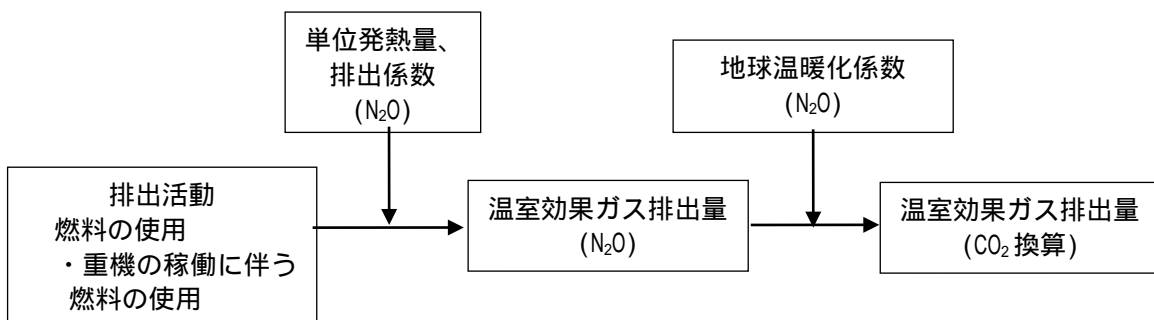 単位発熱量、
排出係数
(N₂O)
地球温暖化係数
(N₂O)
排出活動
燃料の使用
・重機の稼働に伴う
燃料の使用
温室効果ガス排出量
(N₂O)
温室効果ガス排出量
(CO₂換算)